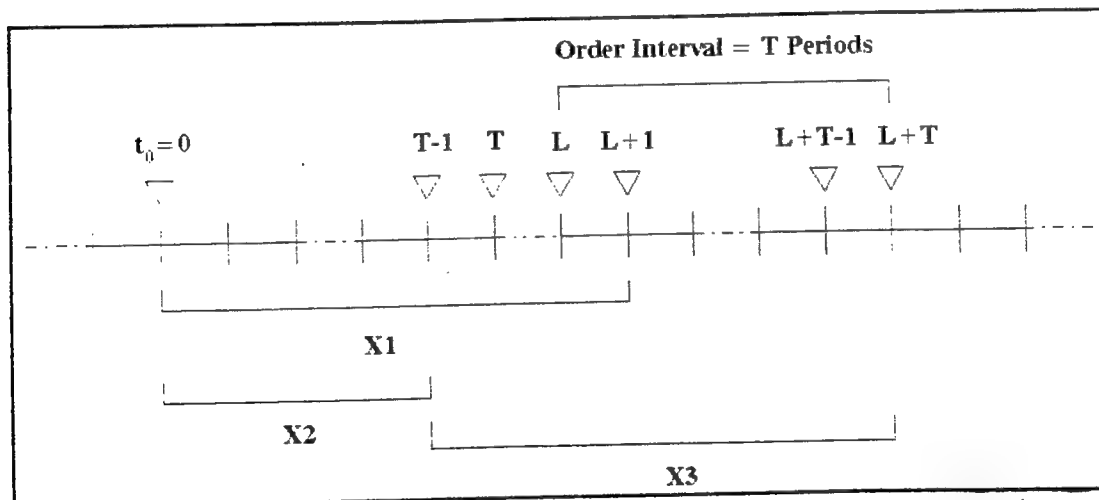 Order Interval = T Periods
t₀=0 T-1 T L L+1 L+T-1 L+T
X1
X2
X3